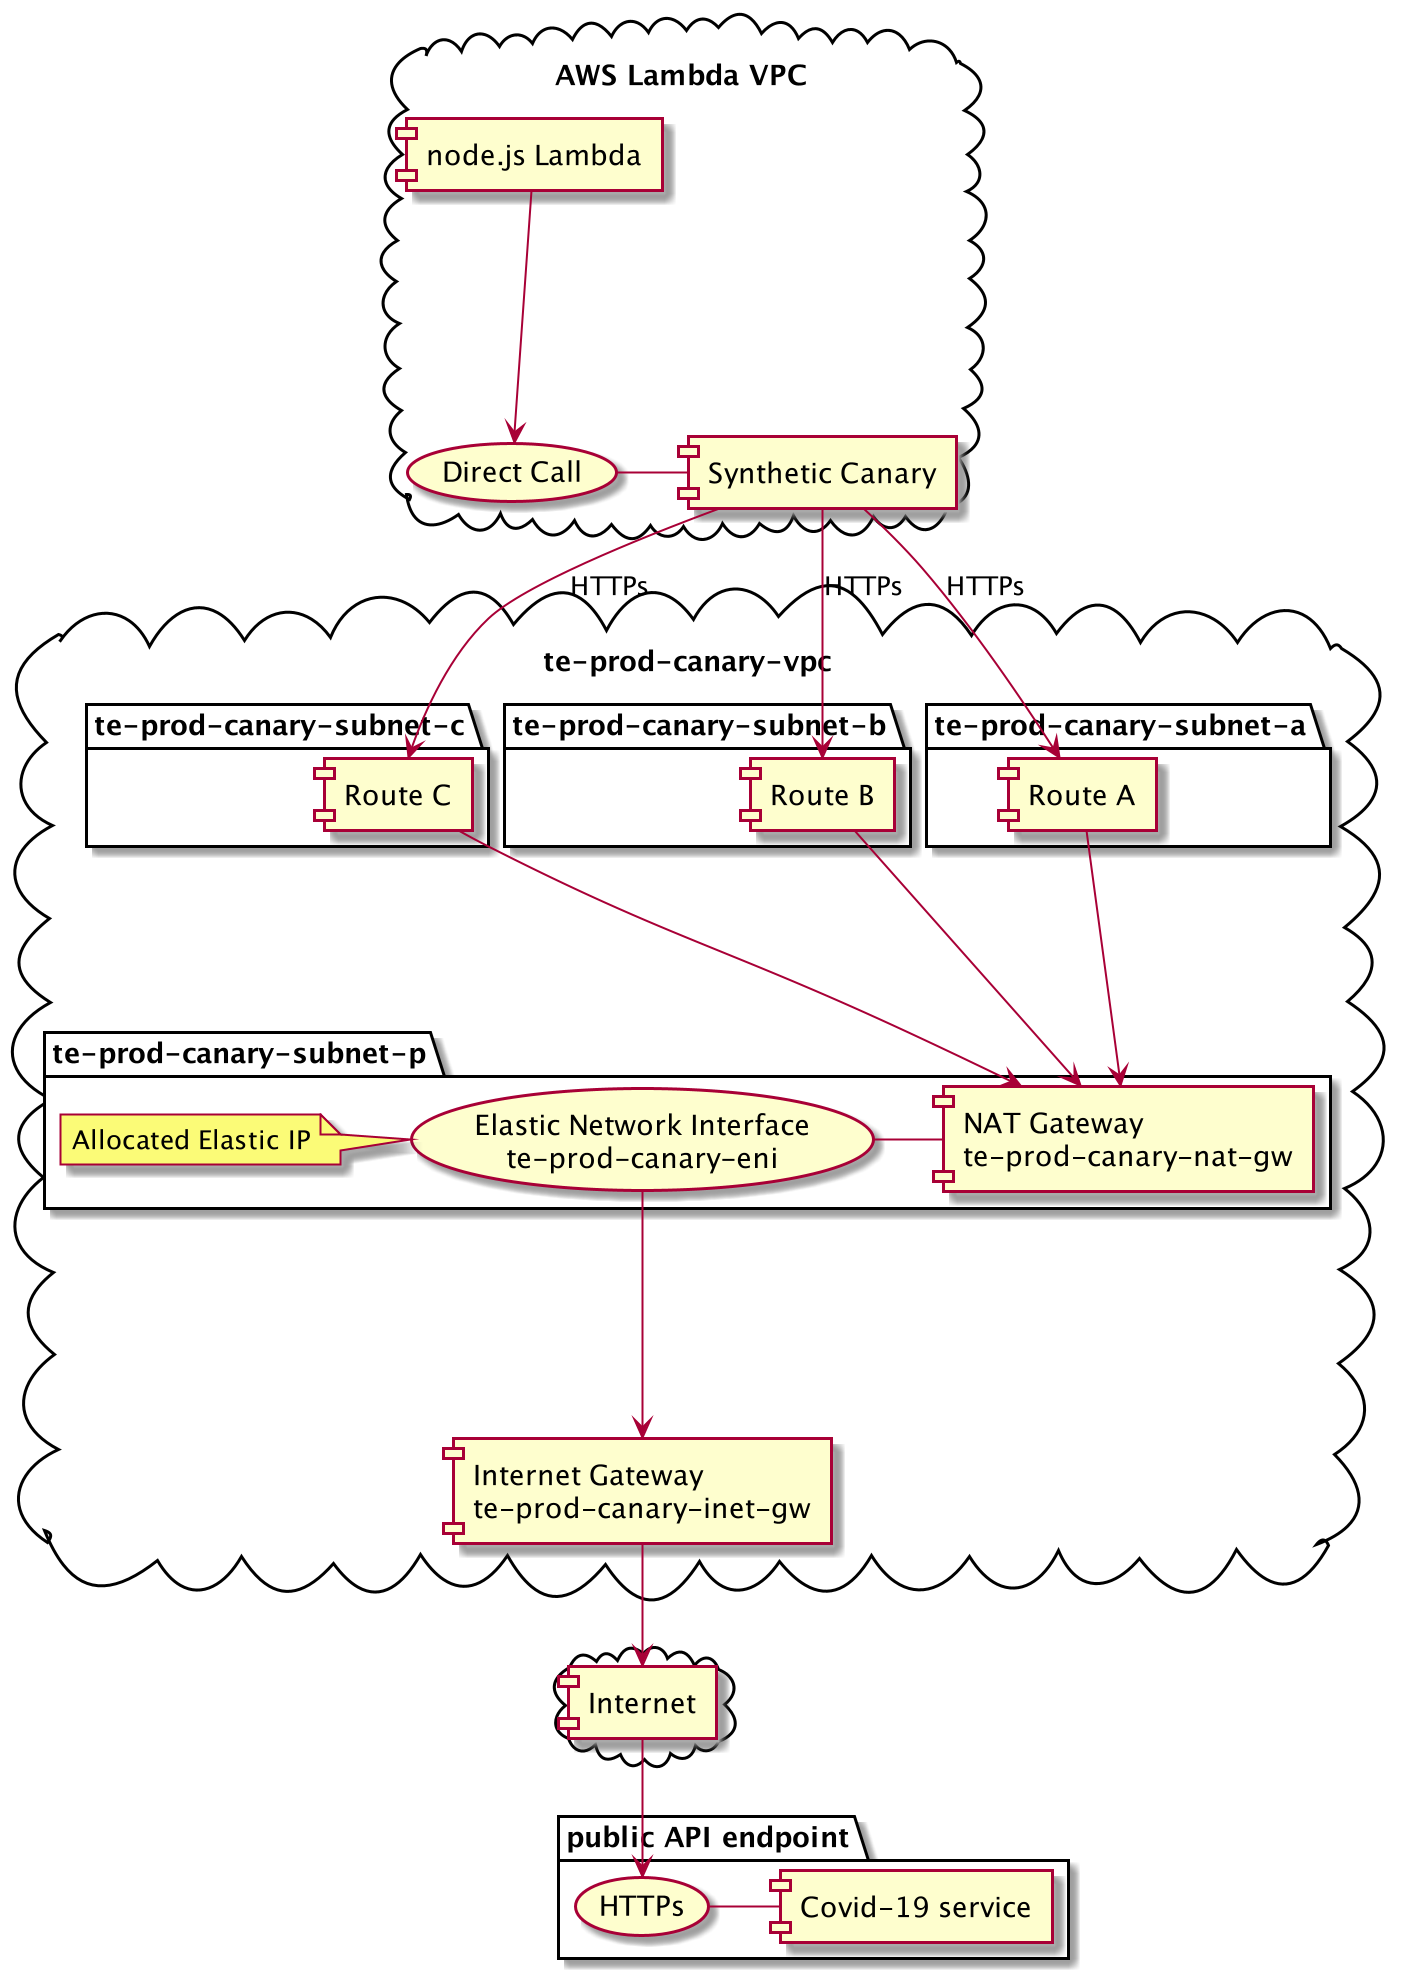 AWS Lambda VPC
node.js Lambda
Direct Call
Synthetic Canary
HTTPs
HTTPs
HTTPs
te-prod-canary-vpc
te-prod-canary-subnet-c
te-prod-canary-subnet-b
te-prod-canary-subnet-a
Route C
Route B
Route A
te-prod-canary-subnet-p
Allocated Elastic IP
Elastic Network Interface
te-prod-canary-eni
NAT Gateway
te-prod-canary-nat-gw
Internet Gateway
te-prod-canary-inet-gw
Internet
public API endpoint
HTTPs
Covid-19 service